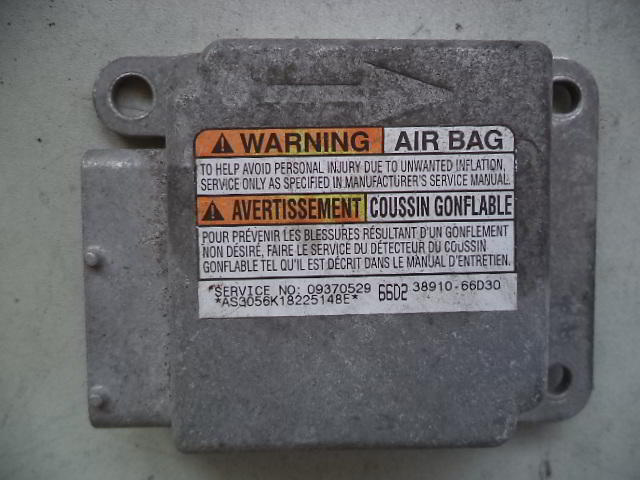 WARNING AIR BAG
TO HELP AVOID PERSONAL INJURY DUE TO UNWANTED INFLATION,
SERVICE ONLY AS SPECIFIED IN MANUFACTURER'S SERVICE MANUAL.
AVERTISSEMENT COUSSIN GONFLABLE
POUR PRÉVENIR LES BLESSURES RÉSULTANT D'UN GONFLEMENT
NON DÉSIRÉ, FAIRE LE SERVICE DU DÉTECTEUR DU COUSSIN
GONFLABLE TEL QU'IL EST DÉCRIT DANS LE MANUAL D'ENTRETIEN.
*SERVICE NO: 09370529 66D2 38910-66D30
*AS3056K18225148E*